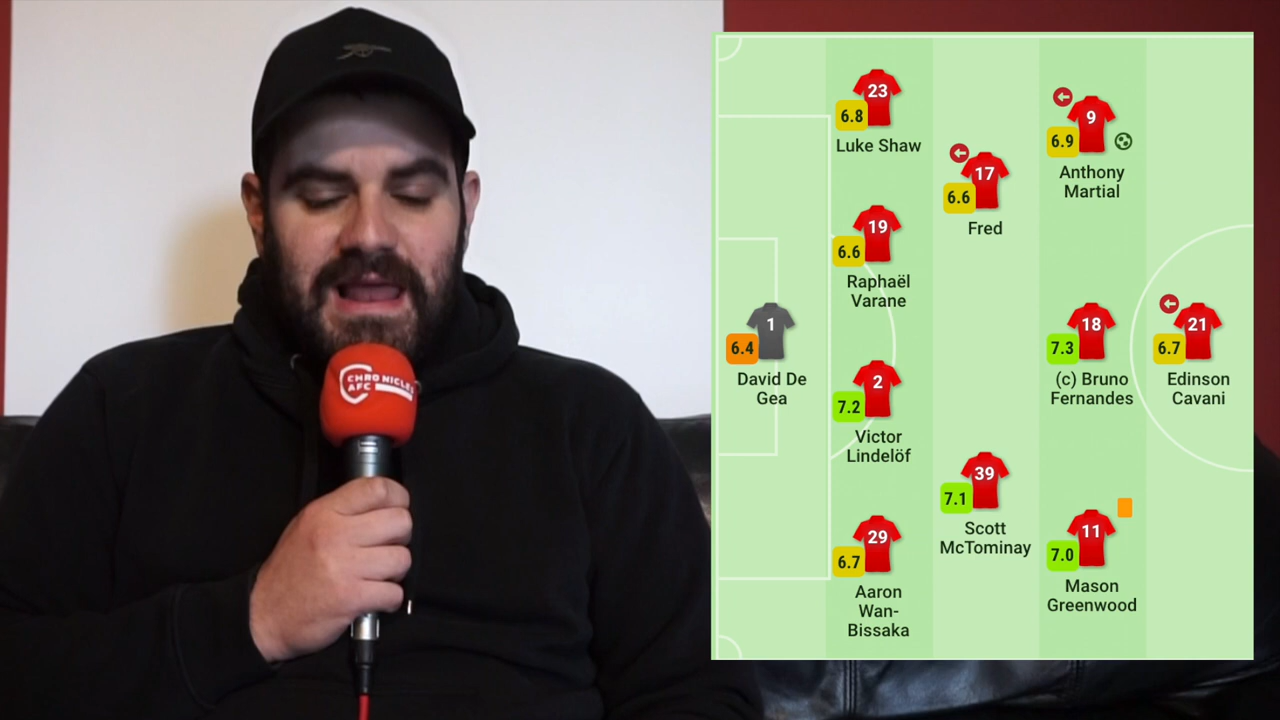 CHRONICLES
AFC
23
6.8
Luke Shaw
19
6.6
Raphaël
Varane
1
6.4
David De
Gea
2
7.2
Victor
Lindelöf
29
6.7
Aaron
Wan-
Bissaka
17
6.6
Fred
39
7.1
Scott
McTominay
9
6.9
Anthony
Martial
18
7.3
(c) Bruno
Fernandes
11
7.0
Mason
Greenwood
21
6.7
Edinson
Cavani